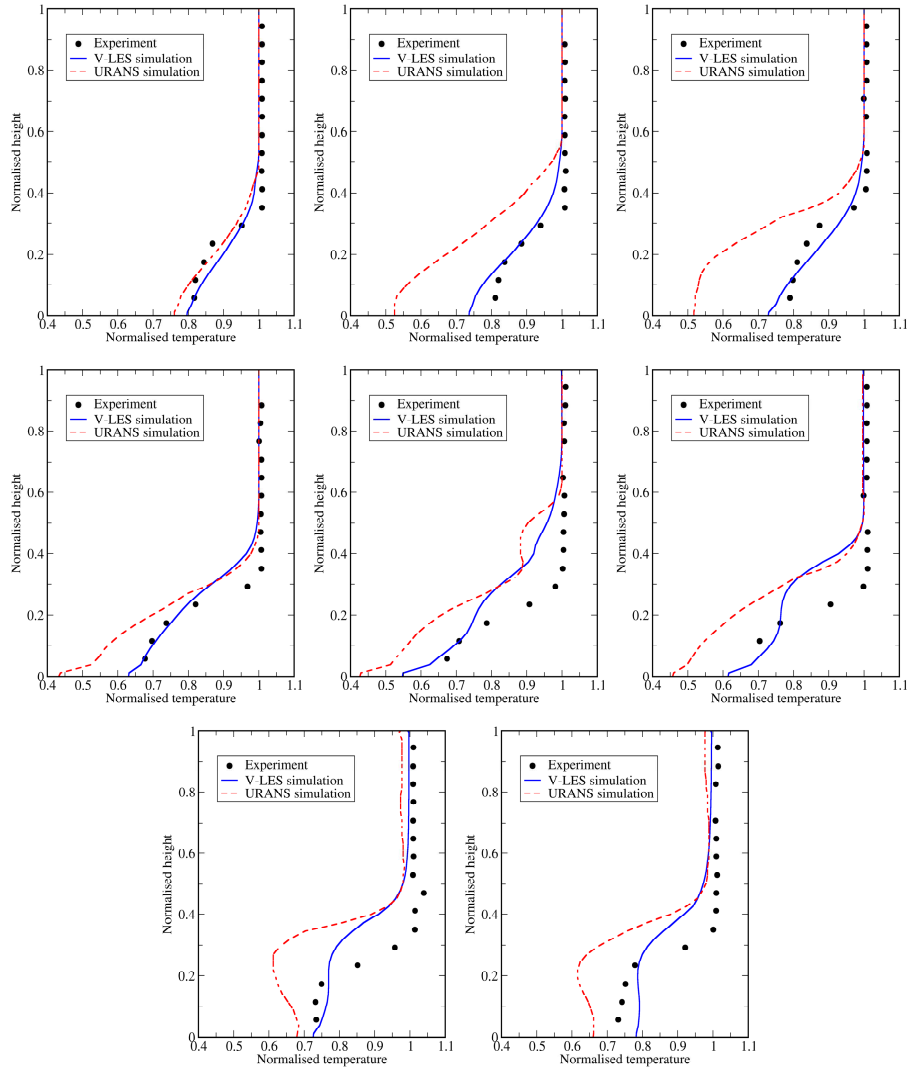 1
Experiment
V-LES simulation
URANS simulation
0.8
0.6
0.4
0.2
0
Normalised height
0.4 0.5 0.6 0.7 0.8 0.9 1 1.1
Normalised temperature
1
Experiment
V-LES simulation
URANS simulation
0.8
0.6
0.4
0.2
0
Normalised height
0.4 0.5 0.6 0.7 0.8 0.9 1 1.1
Normalised temperature
1
Experiment
V-LES simulation
URANS simulation
0.8
0.6
0.4
0.2
0
Normalised height
0.4 0.5 0.6 0.7 0.8 0.9 1 1.1
Normalised temperature
1
Experiment
V-LES simulation
URANS simulation
0.8
0.6
0.4
0.2
0
Normalised height
0.4 0.5 0.6 0.7 0.8 0.9 1 1.1
Normalised temperature
1
Experiment
V-LES simulation
URANS simulation
0.8
0.6
0.4
0.2
0
Normalised height
0.4 0.5 0.6 0.7 0.8 0.9 1 1.1
Normalised temperature
1
Experiment
V-LES simulation
URANS simulation
0.8
0.6
0.4
0.2
0
Normalised height
0.4 0.5 0.6 0.7 0.8 0.9 1 1.1
Normalised temperature
1
Experiment
V-LES simulation
URANS simulation
0.8
0.6
0.4
0.2
0
Normalised height
0.4 0.5 0.6 0.7 0.8 0.9 1 1.1
Normalised temperature
1
Experiment
V-LES simulation
URANS simulation
0.8
0.6
0.4
0.2
0
Normalised height
0.4 0.5 0.6 0.7 0.8 0.9 1 1.1
Normalised temperature